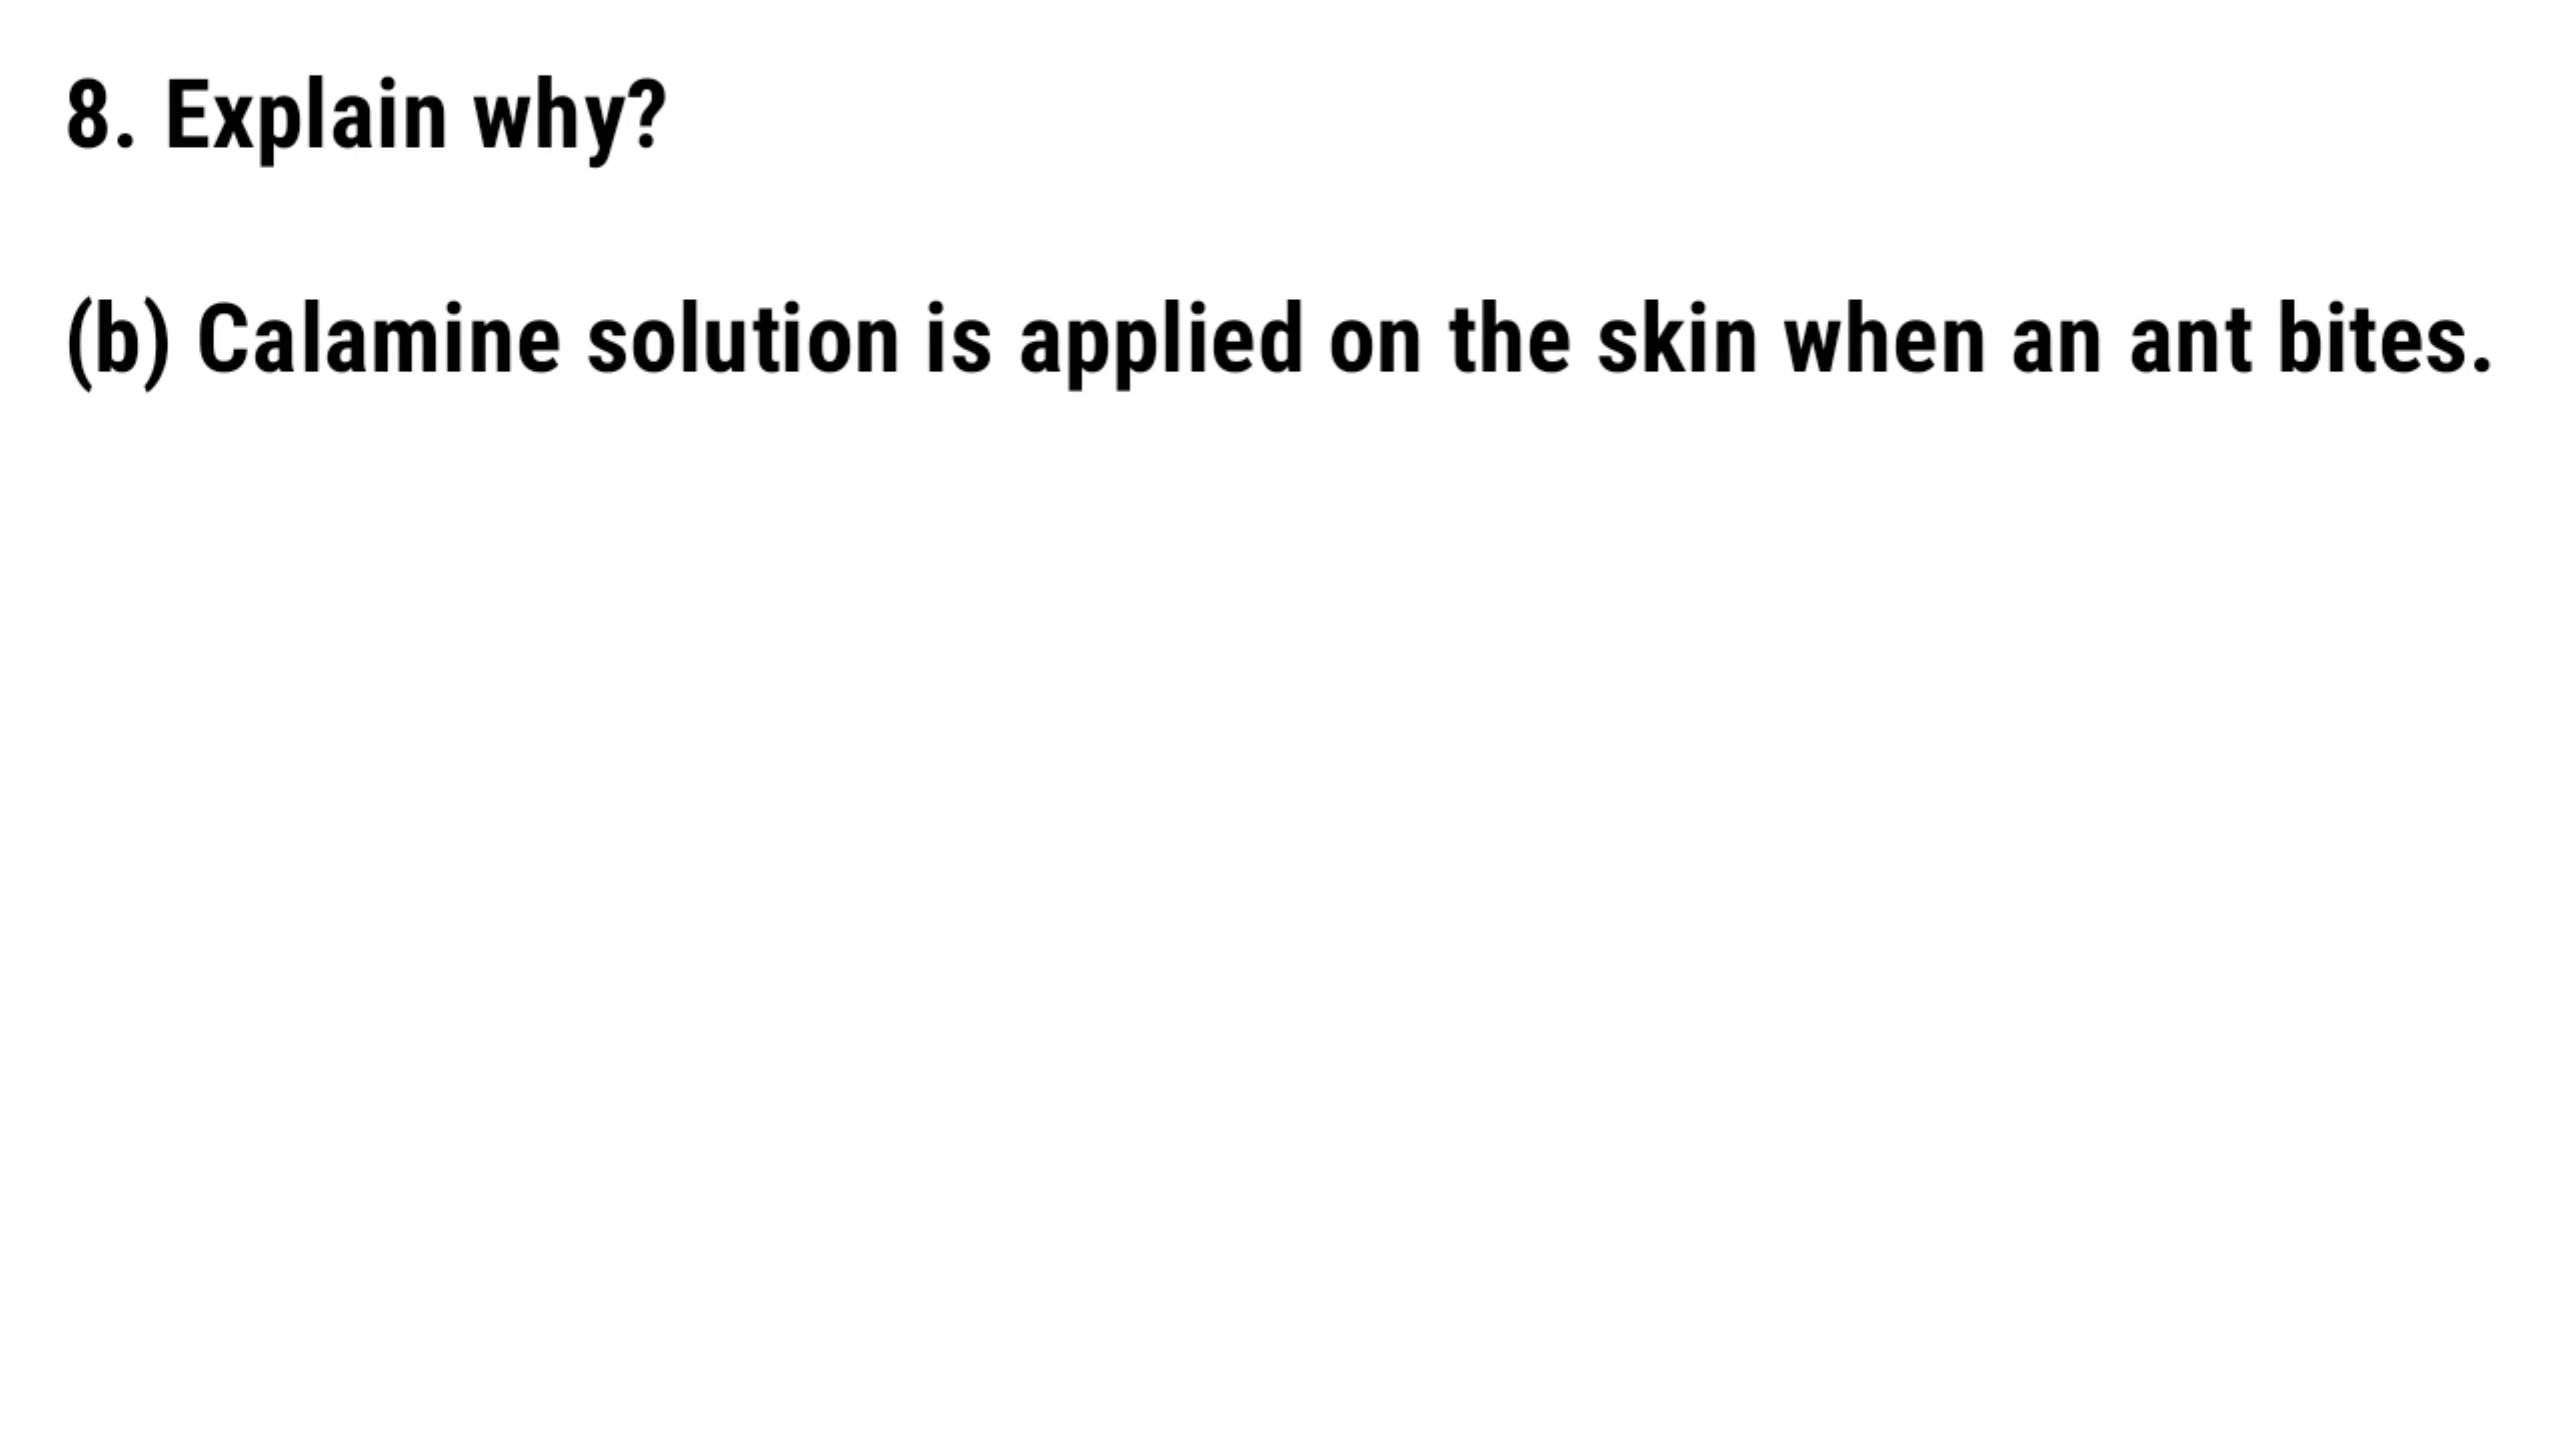 8. Explain why?
(b) Calamine solution is applied on the skin when an ant bites.